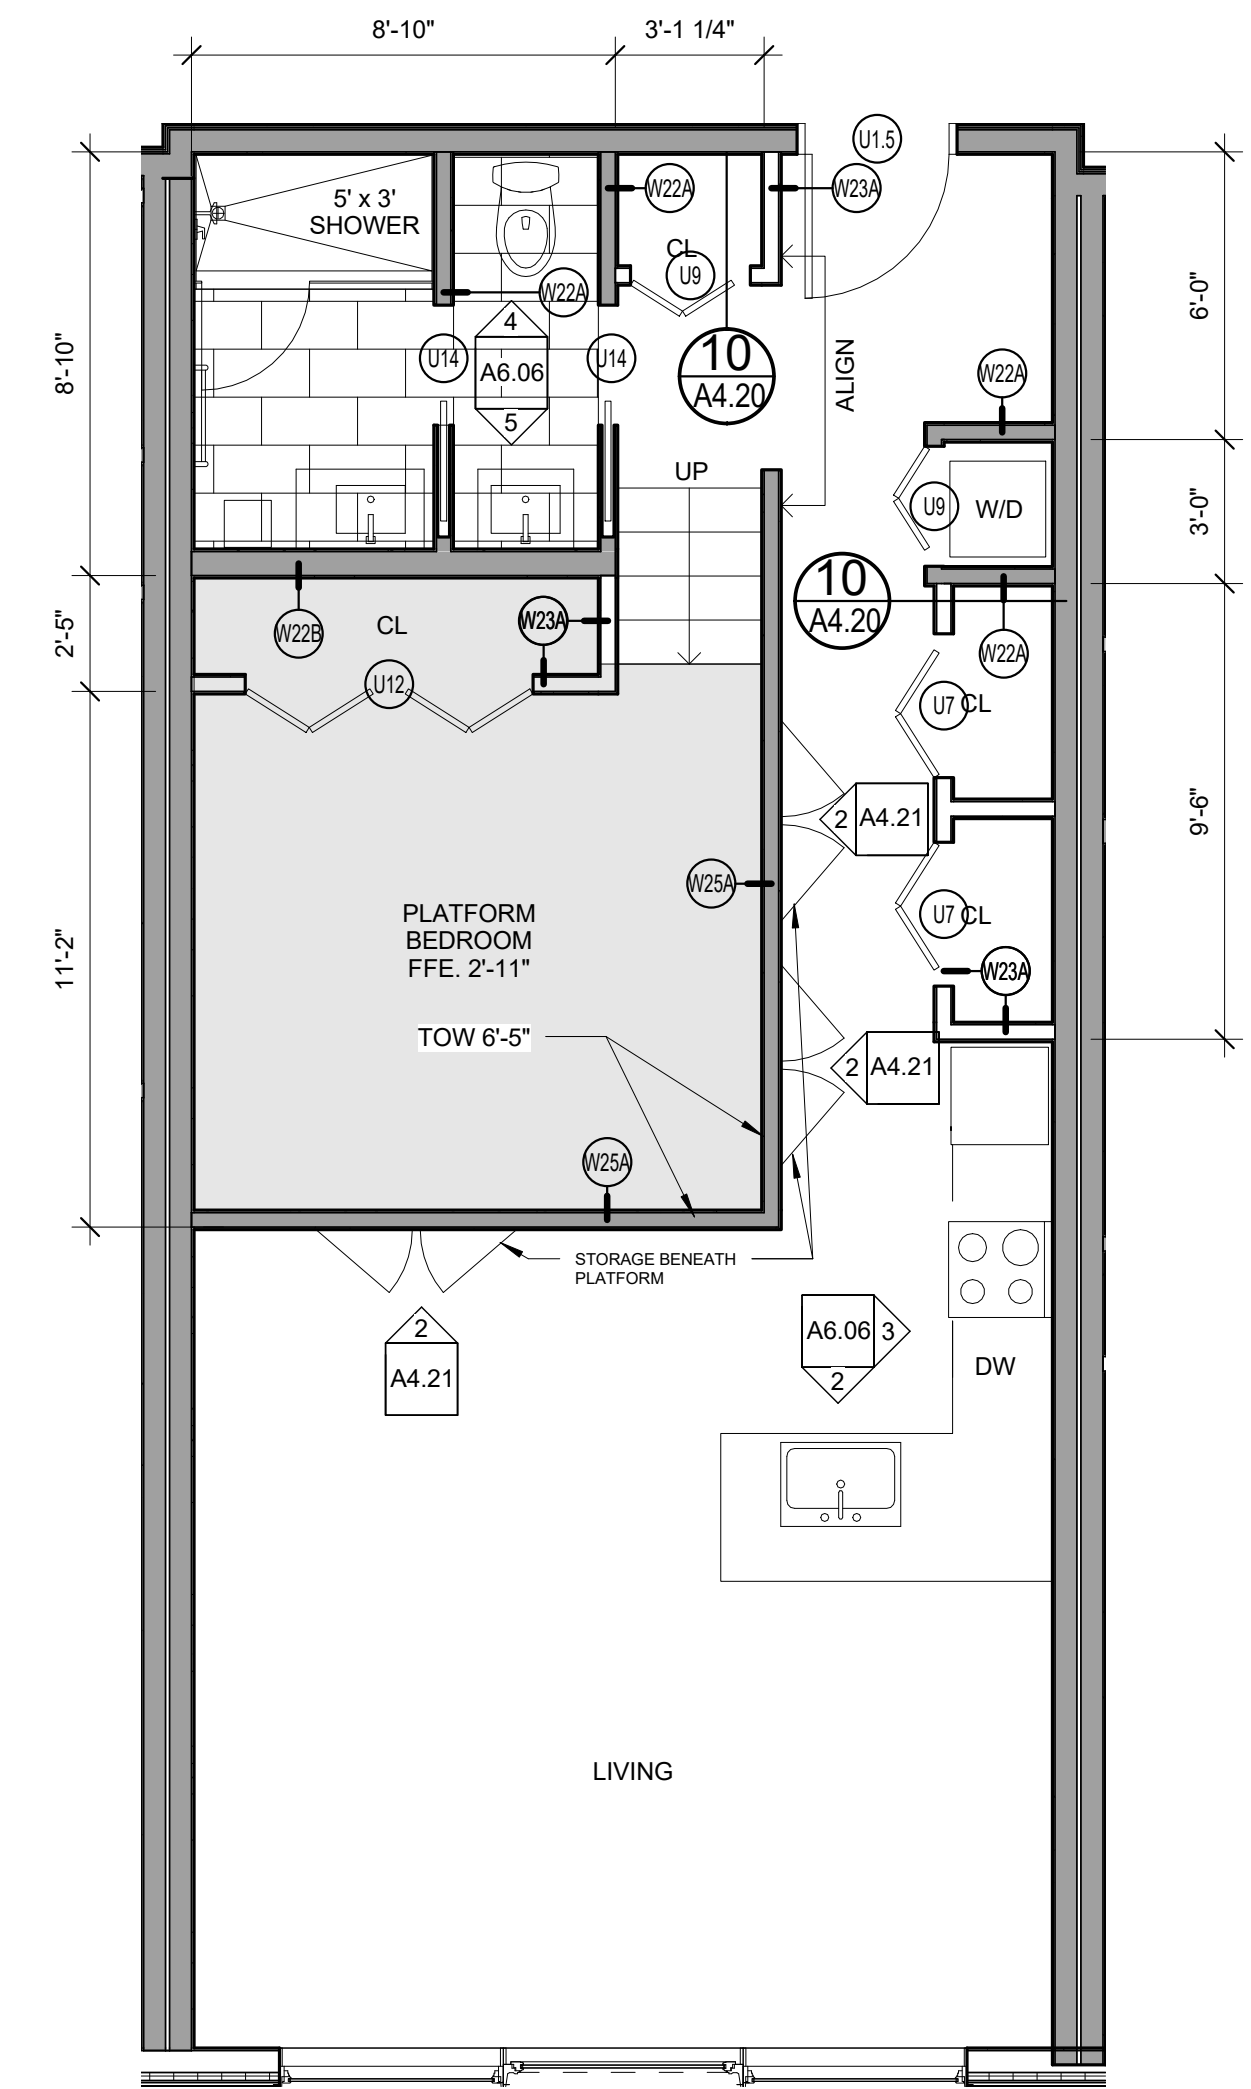 8'-10"
3'-1 1/4"
U1.5
5' x 3'
SHOWER
W22A
W23A
CL
U9
W22A
6'-0"
4
A6.06
5
U14
U14
10
A4.20
ALIGN
8'-10"
W22A
UP
U9
W/D
3'-0"
10
A4.20
2'-5"
W22B
CL
W23A
W22A
U12
U7
CL
2
A4.21
9'-6"
W25A
PLATFORM
BEDROOM
FFE. 2'-11"
U7
CL
11'-2"
W23A
TOW 6'-5"
2
A4.21
W25A
STORAGE BENEATH
PLATFORM
2
A4.21
A6.06
3
2
DW
LIVING